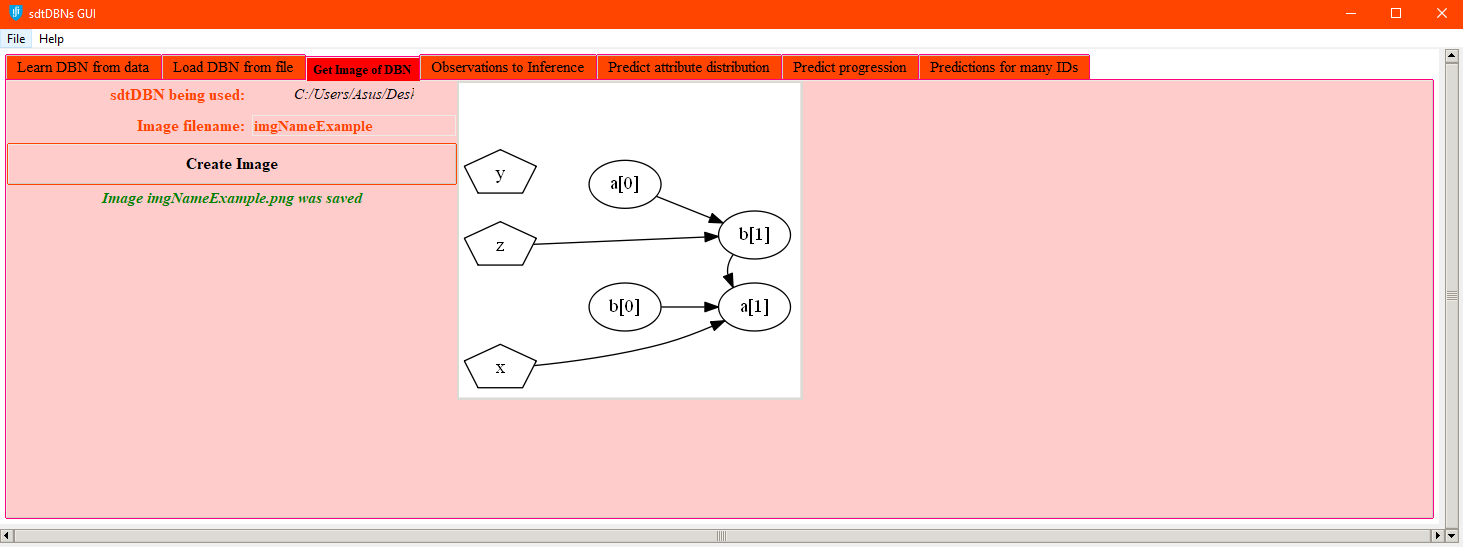 sdtDBNs GUI
File Help
Learn DBN from data Load DBN from file Get Image of DBN Observations to Inference Predict attribute distribution Predict progression Predictions for many IDs
sdtDBN being used: C:/Users/Asus/Desl
Image filename: imgNameExample
Create Image
Image imgNameExample.png was saved
y
a[0]
b[1]
z
b[0]
a[1]
x